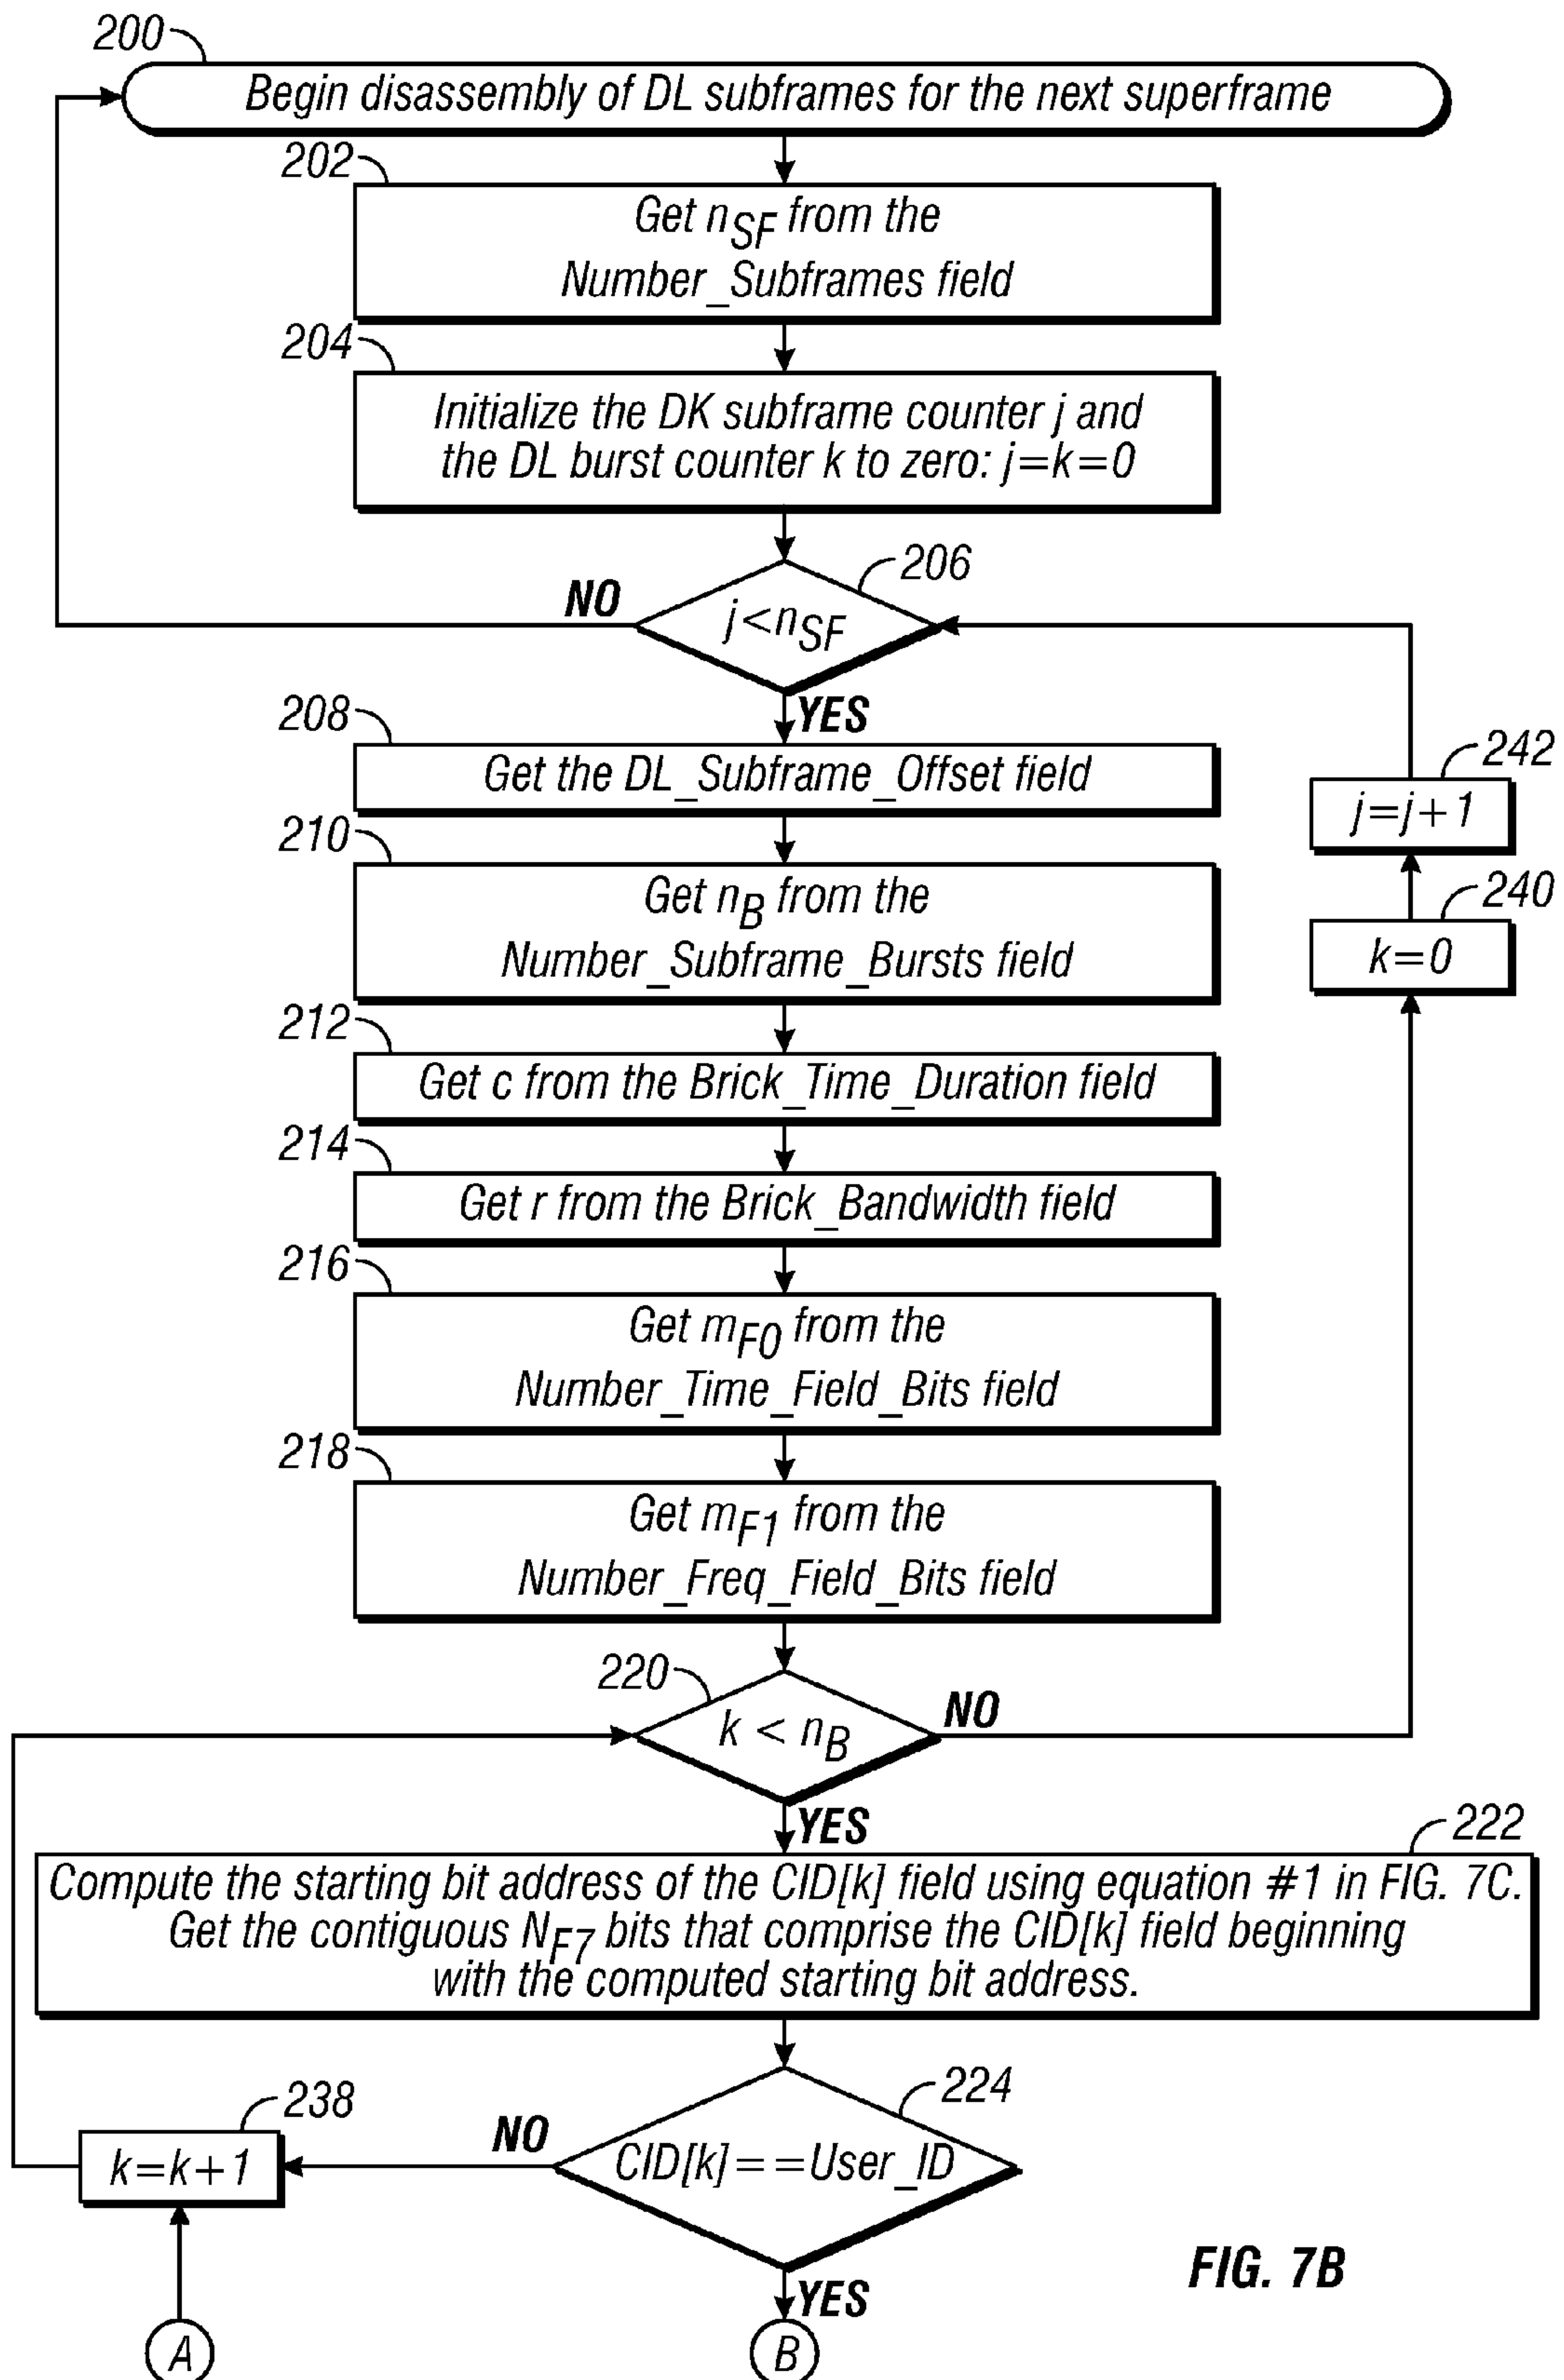 200
Begin disassembly of DL subframes for the next superframe
202
Get nSF from the
Number_Subframes field
204
Initialize the DK subframe counter j and
the DL burst counter k to zero: j=k=0
206
NO
j<nSF
YES
208
Get the DL_Subframe_Offset field
242
j=j+1
210
Get nB from the
Number_Subframe_Bursts field
240
k=0
212
Get c from the Brick_Time_Duration field
214
Get r from the Brick_Bandwidth field
216
Get mF0 from the
Number_Time_Field_Bits field
218
Get mF1 from the
Number_Freq_Field_Bits field
220
k < nB
NO
YES
222
Compute the starting bit address of the CID[k] field using equation #1 in FIG. 7C.
Get the contiguous NF7 bits that comprise the CID[k] field beginning
with the computed starting bit address.
224
238
NO
k=k+1
CID[k]==User_ID
YES
A
B
FIG. 7B